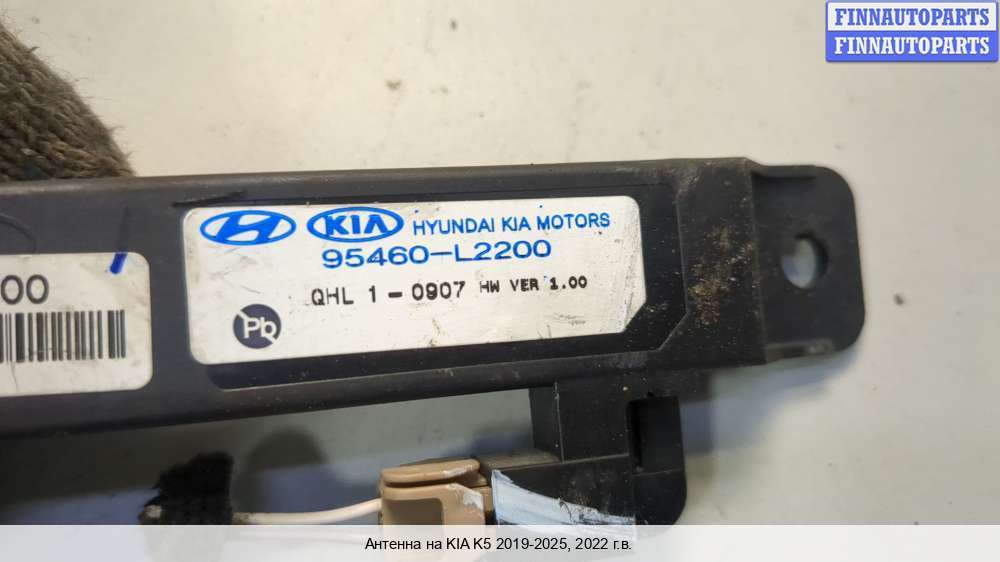 FINNAUTOPARTS
FINNAUTOPARTS
KIA HYUNDAI KIA MOTORS
95460-L2200
QHL 1-0907 HW VER 1.00
Pb
00
Антенна на KIA K5 2019-2025, 2022 г.в.